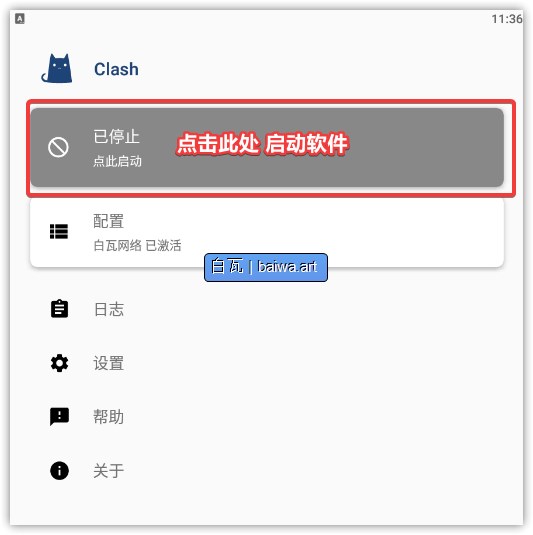 11:36
Clash
已停止
点此启动
点击此处 启动软件
配置
白瓦网络 已激活
白瓦 | baiwa.art
日志
设置
帮助
关于